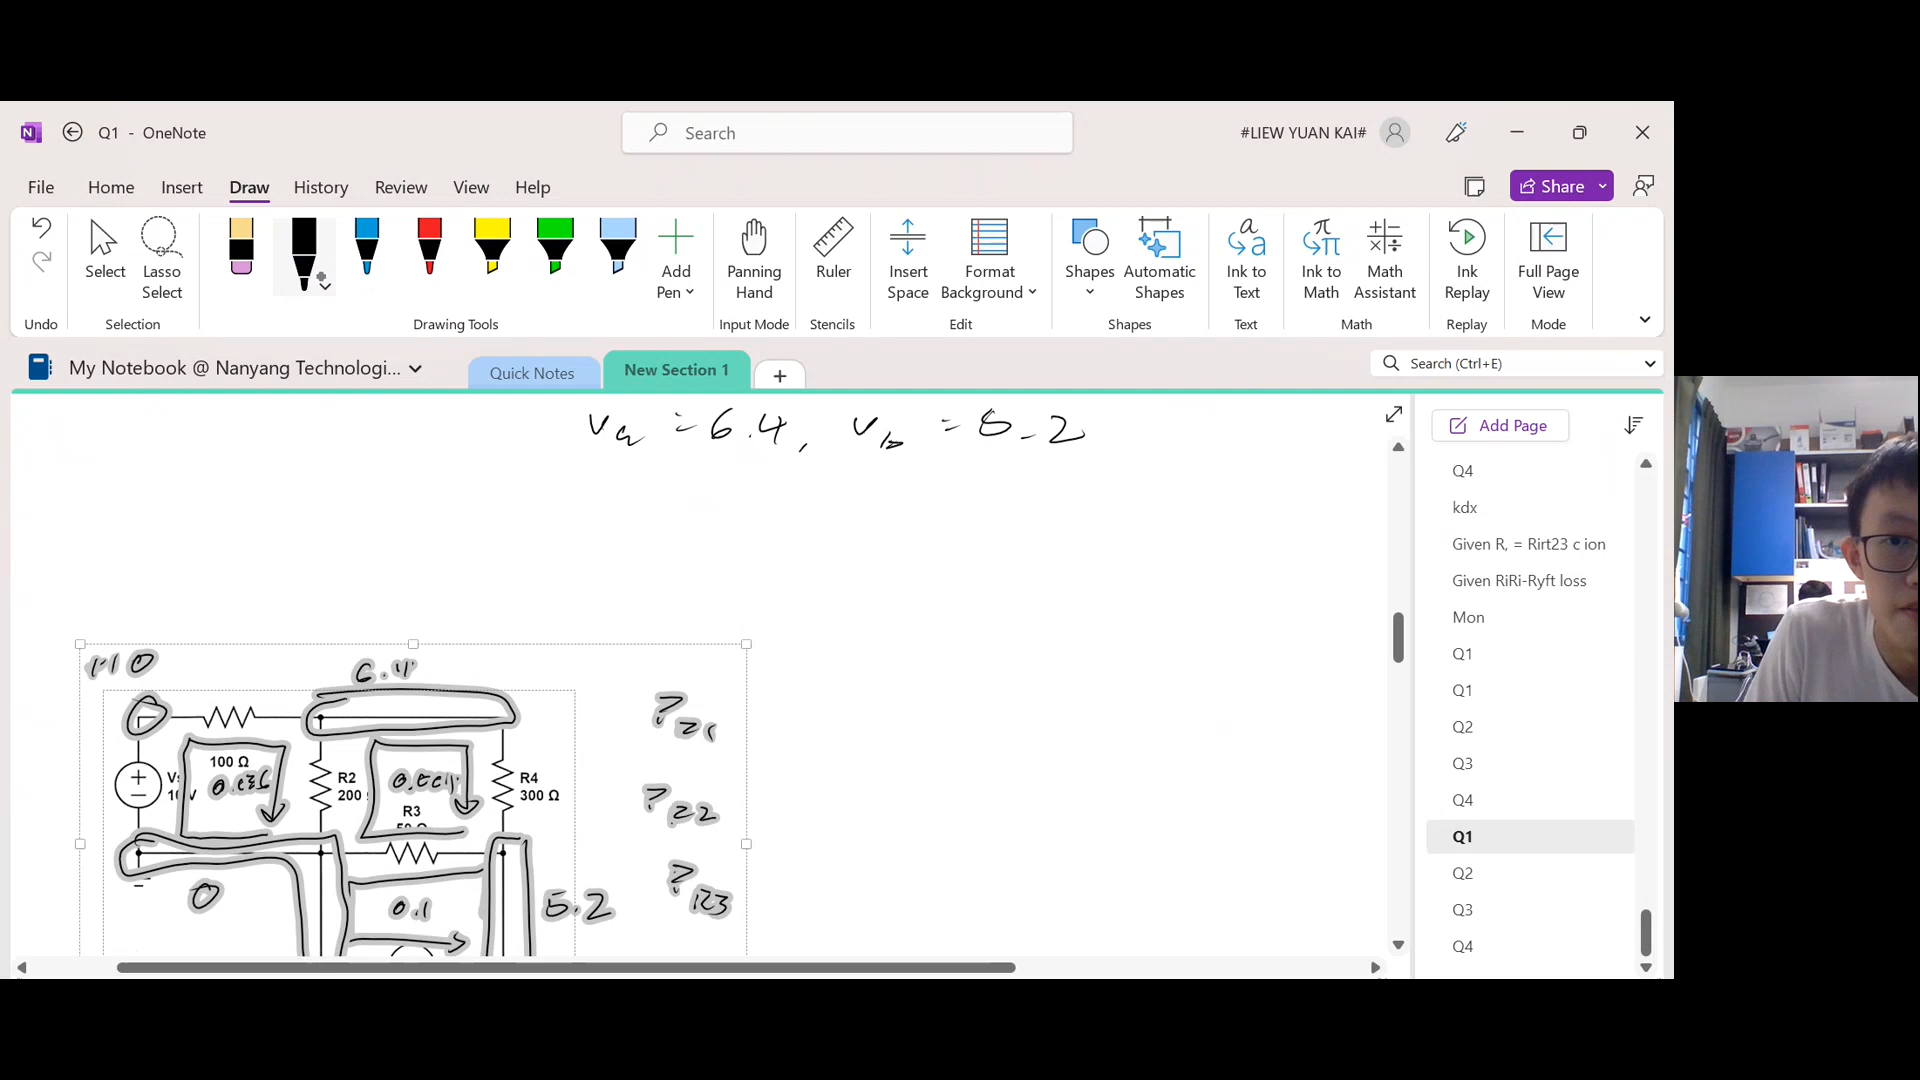 Q1 - OneNote
Search
#LIEW YUAN KAI#
File Home Insert Draw History Review View Help
Share
Undo
Select
Lasso Select
Selection
Drawing Tools
Add Pen
Panning Hand
Input Mode
Ruler
Stencils
Insert Space
Format Background
Edit
Shapes
Automatic Shapes
Shapes
Ink to Text
Text
Ink to Math
Math Assistant
Math
Ink Replay
Replay
Full Page View
Mode
My Notebook @ Nanyang Technologi...
Quick Notes
New Section 1
+
Search (Ctrl+E)
Va = 6.4, Vb = 5.2
Add Page
Q4
kdx
Given R, = Rirt23 c ion
Given RiRi-Ryft loss
Mon
Q1
Q1
Q2
Q3
Q4
Q1
Q2
Q3
Q4
6.4
100 Ω
R2
200
R3
R4
300 Ω
0
0.1
5.2
PR2
PR3